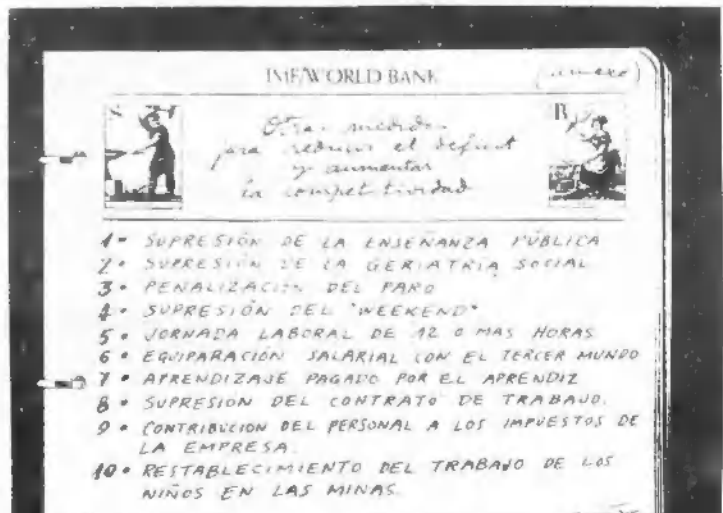 IMF/WORLD BANK (anexo)
Otras medidas
para reducir el deficit
y aumentar
la competitividad
B
1• SUPRESIÓN DE LA ENSEÑANZA PÚBLICA
2• SUPRESIÓN DE LA GERIATRIA SOCIAL
3• PENALIZACION DEL PARO
4• SUPRESIÓN DEL "WEEKEND"
5• JORNADA LABORAL DE 12 O MAS HORAS
6• EQUIPARACIÓN SALARIAL CON EL TERCER MUNDO
7• APRENDIZAJE PAGADO POR EL APRENDIZ
8• SUPRESION DEL CONTRATO DE TRABAJO.
9• CONTRIBUCION DEL PERSONAL A LOS IMPUESTOS DE
LA EMPRESA.
10• RESTABLECIMIENTO DEL TRABAJO DE LOS
NIÑOS EN LAS MINAS.